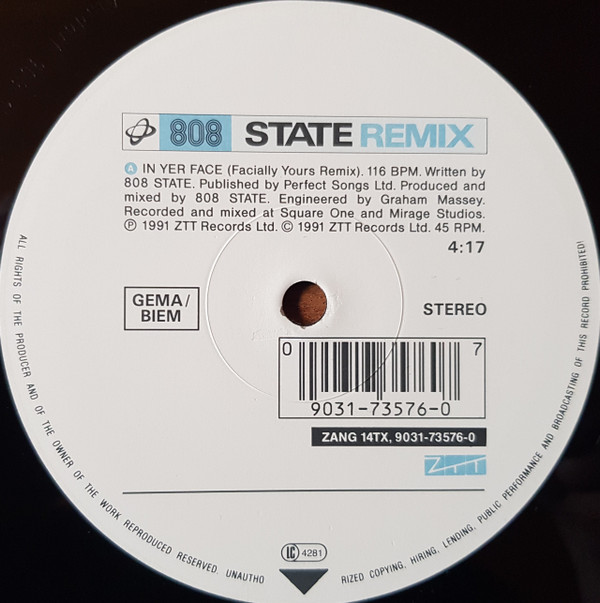 808 STATE REMIX
A IN YER FACE (Facially Yours Remix). 116 BPM. Written by
808 STATE. Published by Perfect Songs Ltd. Produced and
mixed by 808 STATE. Engineered by Graham Massey.
Recorded and mixed at Square One and Mirage Studios.
℗ 1991 ZTT Records Ltd. © 1991 ZTT Records Ltd. 45 RPM.
4:17
GEMA/
BIEM
STEREO
0 7
9031-73576-0
ZANG 14TX, 9031-73576-0
ZTT
LC 4281
ALL RIGHTS OF THE PRODUCER AND OF THE OWNER OF THE WORK REPRODUCED RESERVED. UNAUTHO RIZED COPYING, HIRING, LENDING, PUBLIC PERFORMANCE AND BROADCASTING OF THIS RECORD PROHIBITED!